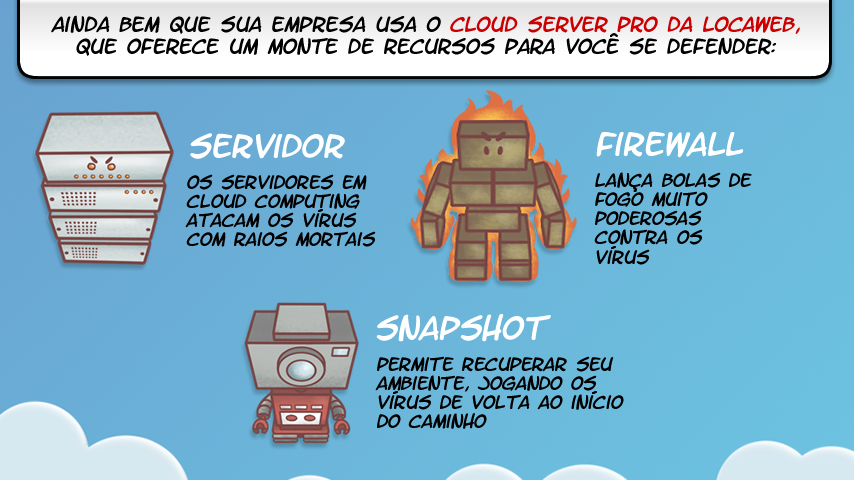 AINDA BEM QUE SUA EMPRESA USA O CLOUD SERVER PRO DA LOCAWEB,
QUE OFERECE UM MONTE DE RECURSOS PARA VOCÊ SE DEFENDER:
SERVIDOR
OS SERVIDORES EM
CLOUD COMPUTING
ATACAM OS VÍRUS
COM RAIOS MORTAIS
FIREWALL
LANÇA BOLAS DE
FOGO MUITO
PODEROSAS
CONTRA OS
VÍRUS
SNAPSHOT
PERMITE RECUPERAR SEU
AMBIENTE, JOGANDO OS
VÍRUS DE VOLTA AO INÍCIO
DO CAMINHO